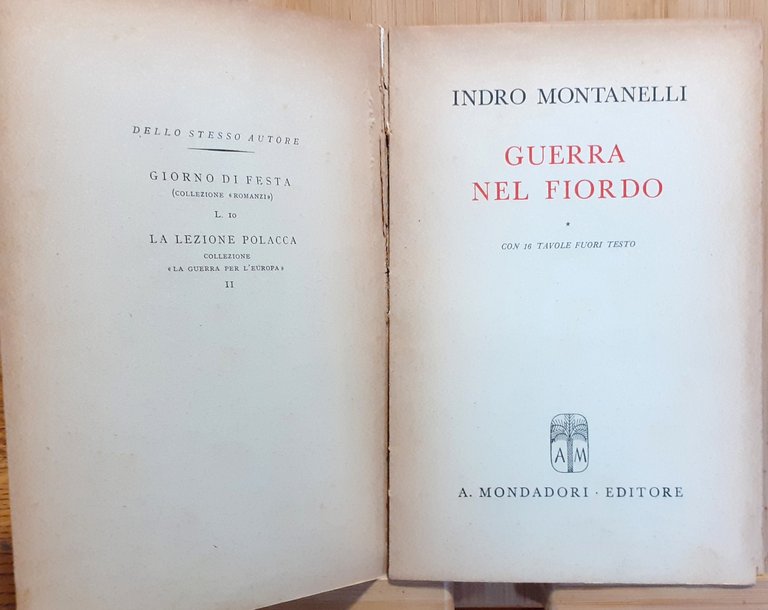 DELLO STESSO AUTORE
GIORNO DI FESTA
(COLLEZIONE «ROMANZI»)
L. 10
LA LEZIONE POLACCA
COLLEZIONE
«LA GUERRA PER L'EUROPA»
II
INDRO MONTANELLI
GUERRA
NEL FIORDO
*
CON 16 TAVOLE FUORI TESTO
A M
A. MONDADORI · EDITORE